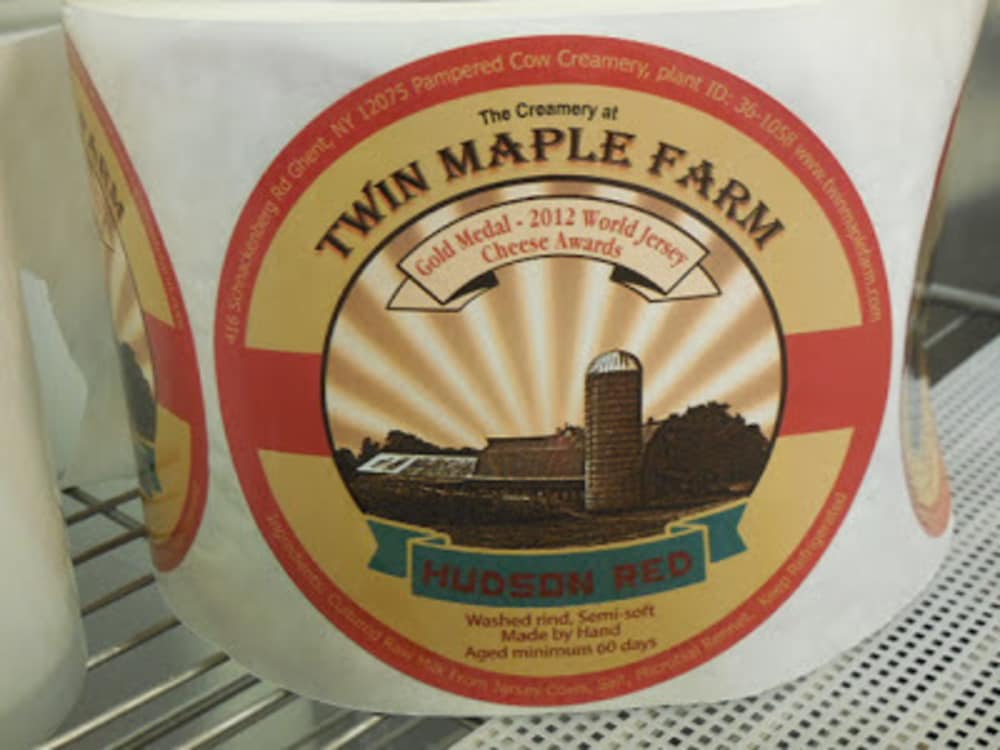 416 Schnackenberg Rd Ghent, NY 12075 Pampered Cow Creamery, plant ID: 36-1058 www.twinmaplefarm.com
The Creamery at
TWIN MAPLE FARM
Gold Medal - 2012 World Jersey
Cheese Awards
HUDSON RED
Washed rind, Semi-soft
Made by Hand
Aged minimum 60 days
Ingredients: Cultured Raw Milk From Jersey Cows, Salt, Microbial Rennet. Keep Refrigerated
FARM